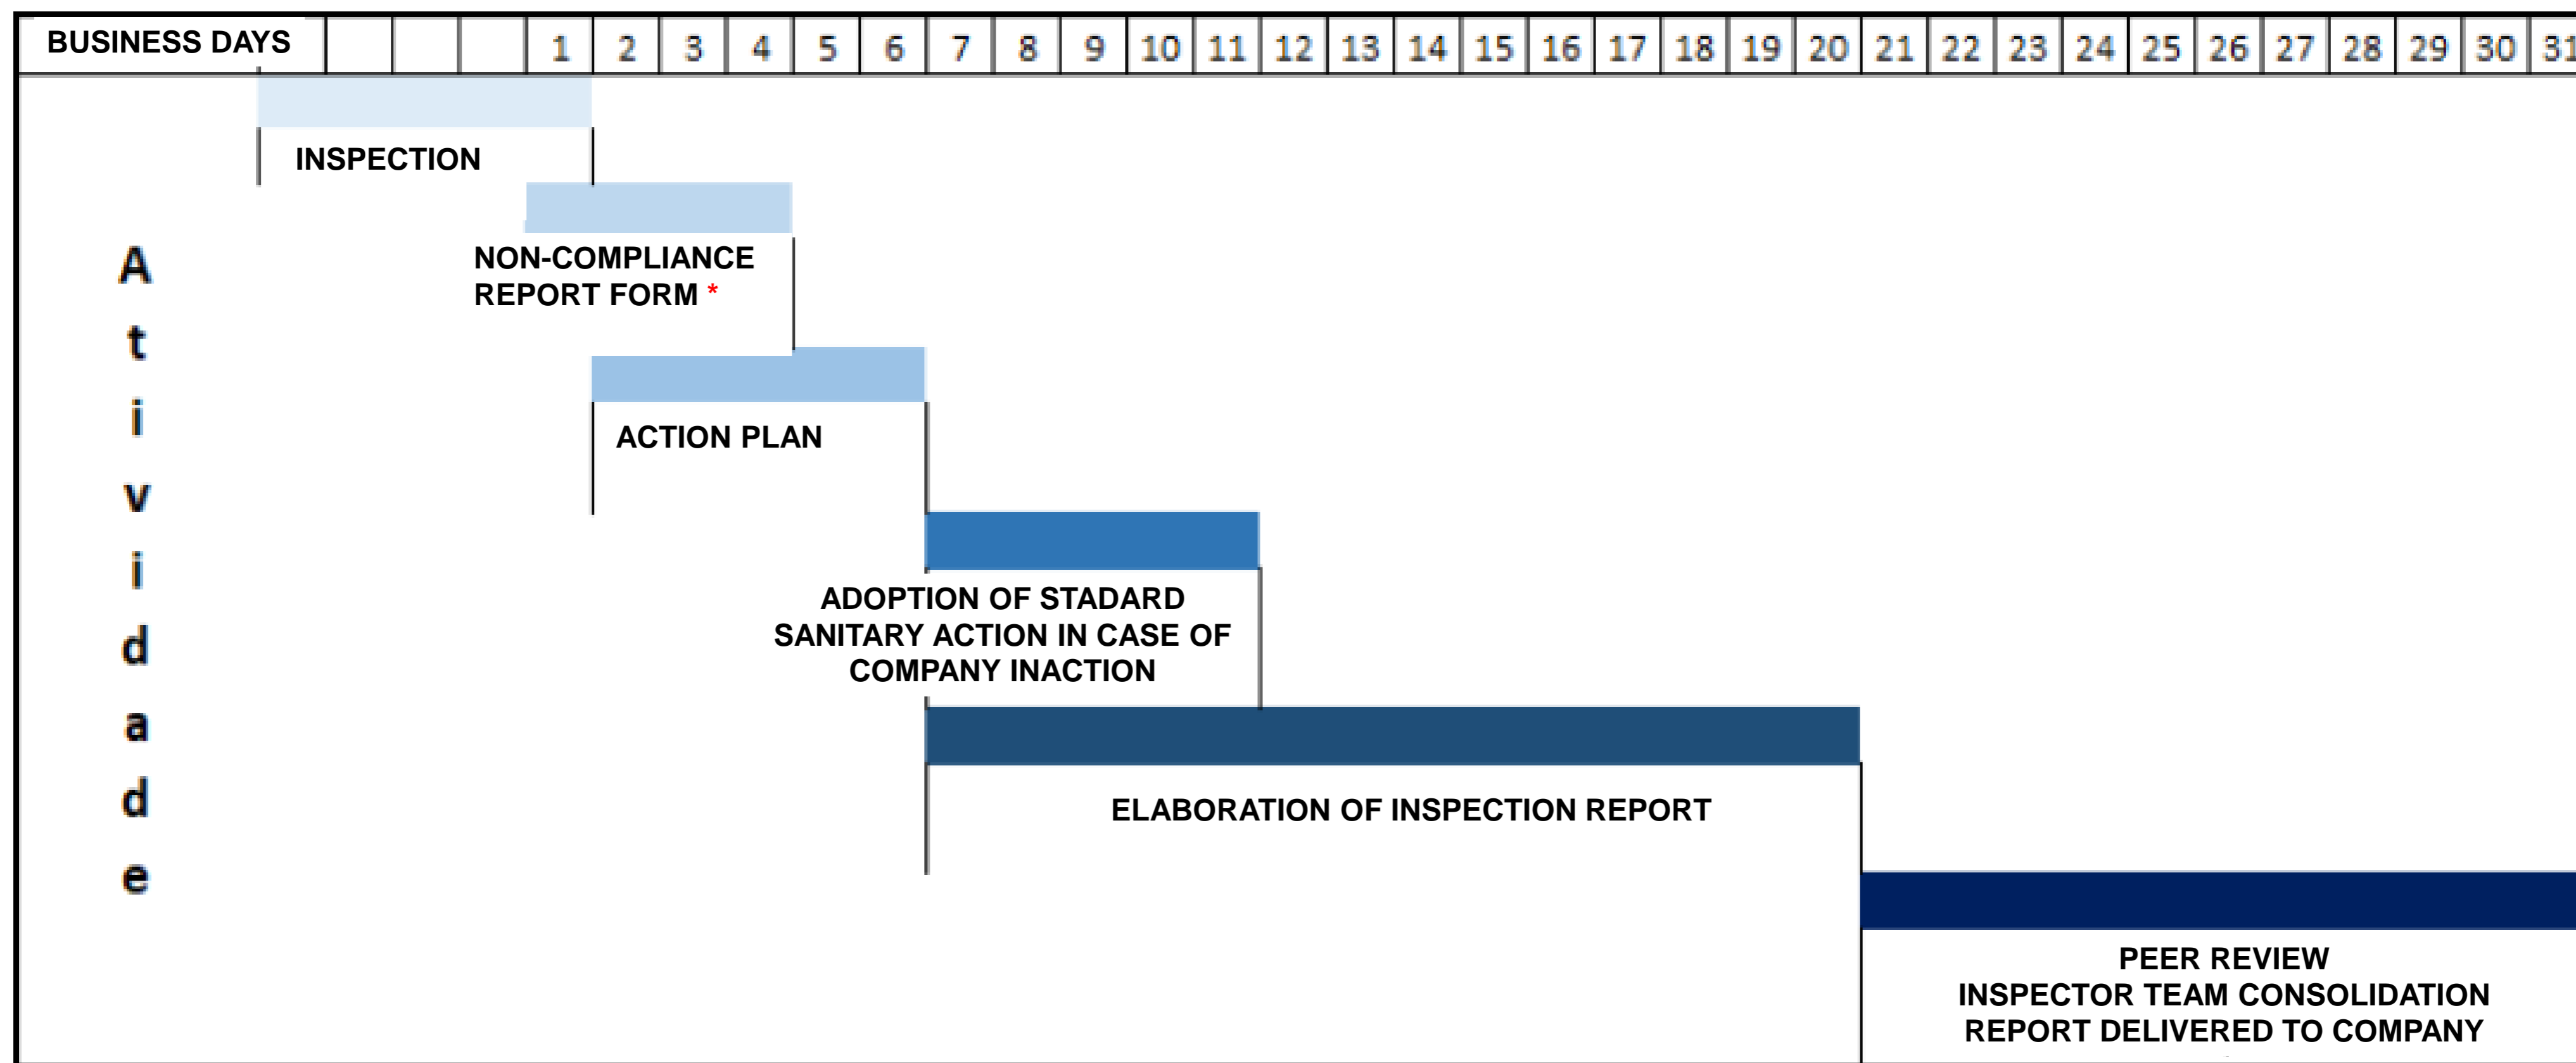 BUSINESS DAYS 1 2 3 4 5 6 7 8 9 10 11 12 13 14 15 16 17 18 19 20 21 22 23 24 25 26 27 28 29 30 31
INSPECTION
NON-COMPLIANCE
REPORT FORM *
ACTION PLAN
ADOPTION OF STADARD
SANITARY ACTION IN CASE OF
COMPANY INACTION
ELABORATION OF INSPECTION REPORT
PEER REVIEW
INSPECTOR TEAM CONSOLIDATION
REPORT DELIVERED TO COMPANY
A
t
i
v
i
d
a
d
e